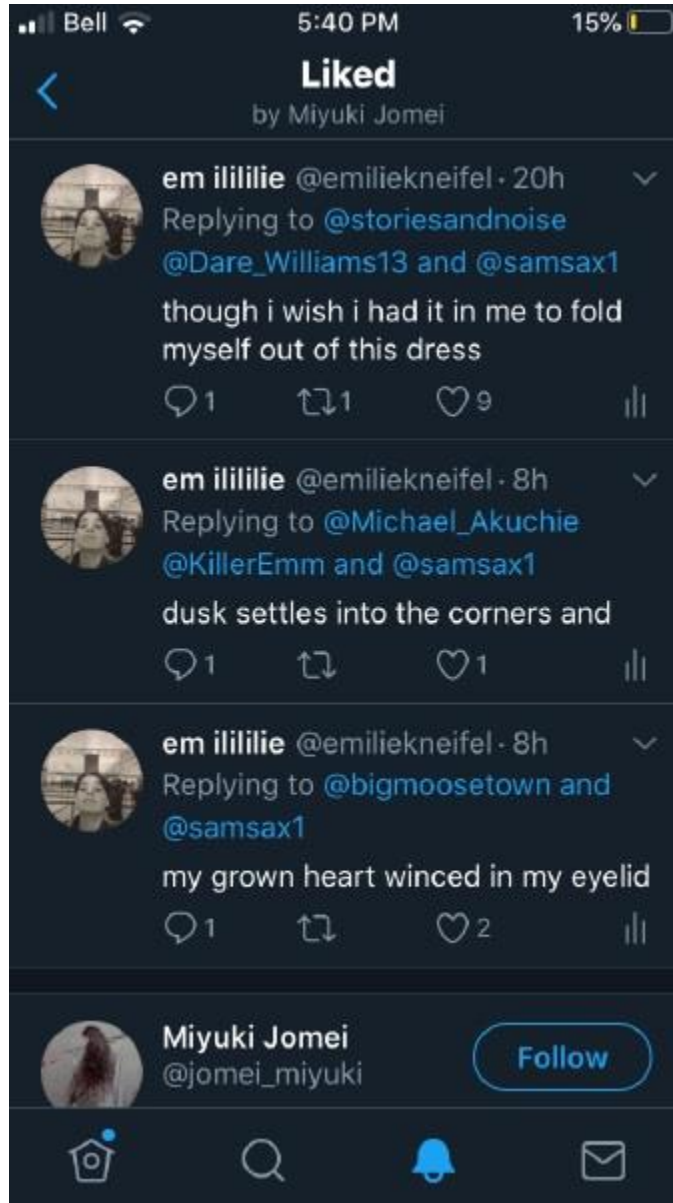 Bell 5:40 PM 15%
Liked
by Miyuki Jomei
em ilililie @emiliekneifel · 20h
Replying to @storiesandnoise
@Dare_Williams13 and @samsax1
though i wish i had it in me to fold
myself out of this dress
1 1 9
em ilililie @emiliekneifel · 8h
Replying to @Michael_Akuchie
@KillerEmm and @samsax1
dusk settles into the corners and
1 1
em ilililie @emiliekneifel · 8h
Replying to @bigmoosetown and
@samsax1
my grown heart winced in my eyelid
1 2
Miyuki Jomei
@jomei_miyuki
Follow